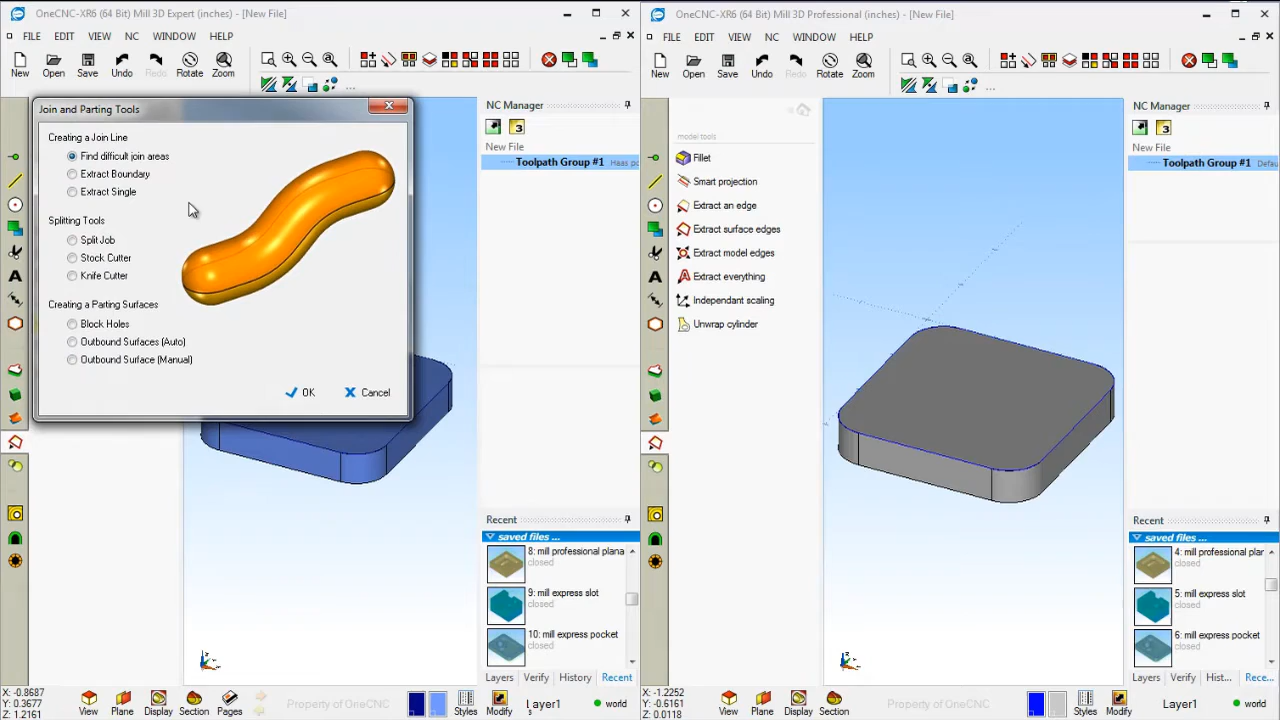 OneCNC-XR6 (64 Bit) Mill 3D Expert (inches) - [New File]
FILE EDIT VIEW NC WINDOW HELP
New Open Save Undo Redo Rotate Zoom
Join and Parting Tools
Creating a Join Line
Find difficult join areas
Extract Boundary
Extract Single
Splitting Tools
Split Job
Stock Cutter
Knife Cutter
Creating a Parting Surfaces
Block Holes
Outbound Surfaces (Auto)
Outbound Surface (Manual)
OK Cancel
NC Manager
3
New File
Toolpath Group #1 Haas po
Recent
saved files ...
8: mill professional plana
closed
9: mill express slot
closed
10: mill express pocket
closed
Layers Verify History Recent
X: -0.8687
Y: 0.3677
Z: 1.2161
View Plane Display Section Pages
Property of OneCNC
Styles Modify Layer1 world
OneCNC-XR6 (64 Bit) Mill 3D Professional (inches) - [New File]
FILE EDIT VIEW NC WINDOW HELP
New Open Save Undo Redo Rotate Zoom
model tools
Fillet
Smart projection
Extract an edge
Extract surface edges
Extract model edges
Extract everything
Independant scaling
Unwrap cylinder
NC Manager
3
New File
Toolpath Group #1 Defau
Recent
saved files ...
4: mill professional plar
closed
5: mill express slot
closed
6: mill express pocket
closed
Layers Verify Hist... Rece...
X: -1.2252
Y: -0.6161
Z: 0.0118
View Plane Display Section
Property of OneCNC
Styles Modify Layer1 world